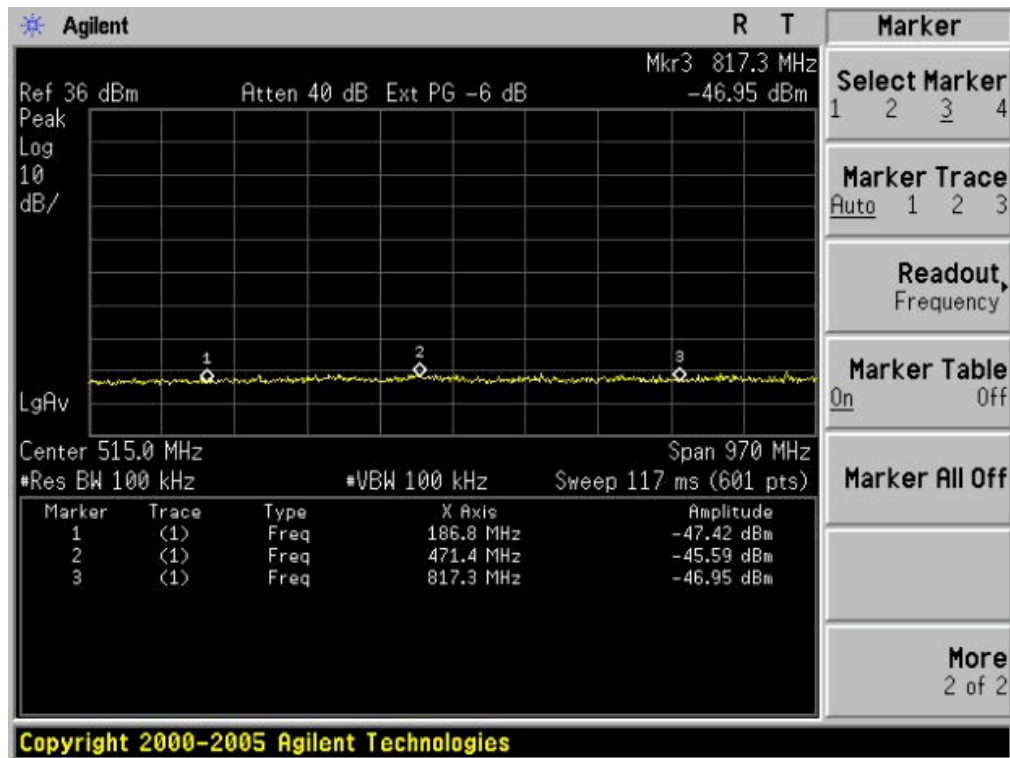 Agilent R T
Mkr3 817.3 MHz
Ref 36 dBm Atten 40 dB Ext PG -6 dB -46.95 dBm
Peak
Log
10
dB/
1 2 3
LgAv
Center 515.0 MHz Span 970 MHz
#Res BW 100 kHz #VBW 100 kHz Sweep 117 ms (601 pts)
Marker Trace Type X Axis Amplitude
1 (1) Freq 186.8 MHz -47.42 dBm
2 (1) Freq 471.4 MHz -45.59 dBm
3 (1) Freq 817.3 MHz -46.95 dBm
Copyright 2000-2005 Agilent Technologies
Marker
Select Marker
1 2 3 4
Marker Trace
Auto 1 2 3
Readout
Frequency
Marker Table
On Off
Marker All Off
More
2 of 2